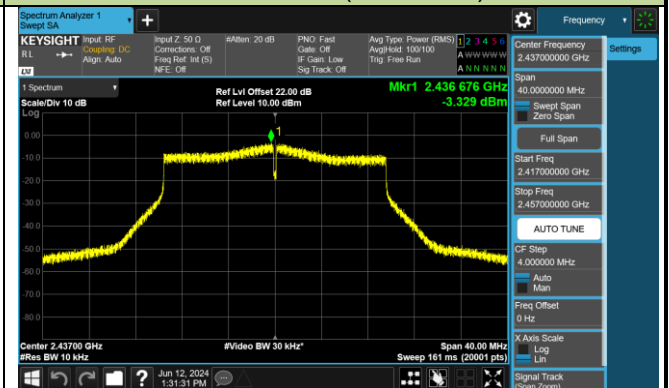 Spectrum Analyzer 1
Swept SA
+
Frequency
KEYSIGHT
Input: RF
Coupling: DC
Align: Auto
Input Z: 50 Ω
Corrections: Off
Freq Ref: Int (S)
NFE: Off
#Atten: 20 dB
PNO: Fast
Gate: Off
IF Gain: Low
Sig Track: Off
Avg Type: Power (RMS)
Avg|Hold: 100/100
Trig: Free Run
1 2 3 4 5 6
A W W W W W
A N N N N N
R L
LXI
1 Spectrum
Scale/Div 10 dB
Log
Ref Lvl Offset 22.00 dB
Ref Level 10.00 dBm
Mkr1 2.436 676 GHz
-3.329 dBm
1
0.00
-10.0
-20.0
-30.0
-40.0
-50.0
-60.0
-70.0
-80.0
Center 2.43700 GHz
#Res BW 10 kHz
#Video BW 30 kHz*
Span 40.00 MHz
Sweep 161 ms (20001 pts)
Jun 12, 2024
1:31:31 PM
?
Center Frequency
2.437000000 GHz
Settings
Span
40.0000000 MHz
Swept Span
Zero Span
Full Span
Start Freq
2.417000000 GHz
Stop Freq
2.457000000 GHz
AUTO TUNE
CF Step
4.000000 MHz
Auto
Man
Freq Offset
0 Hz
X Axis Scale
Log
Lin
Signal Track
(Span Zoom)